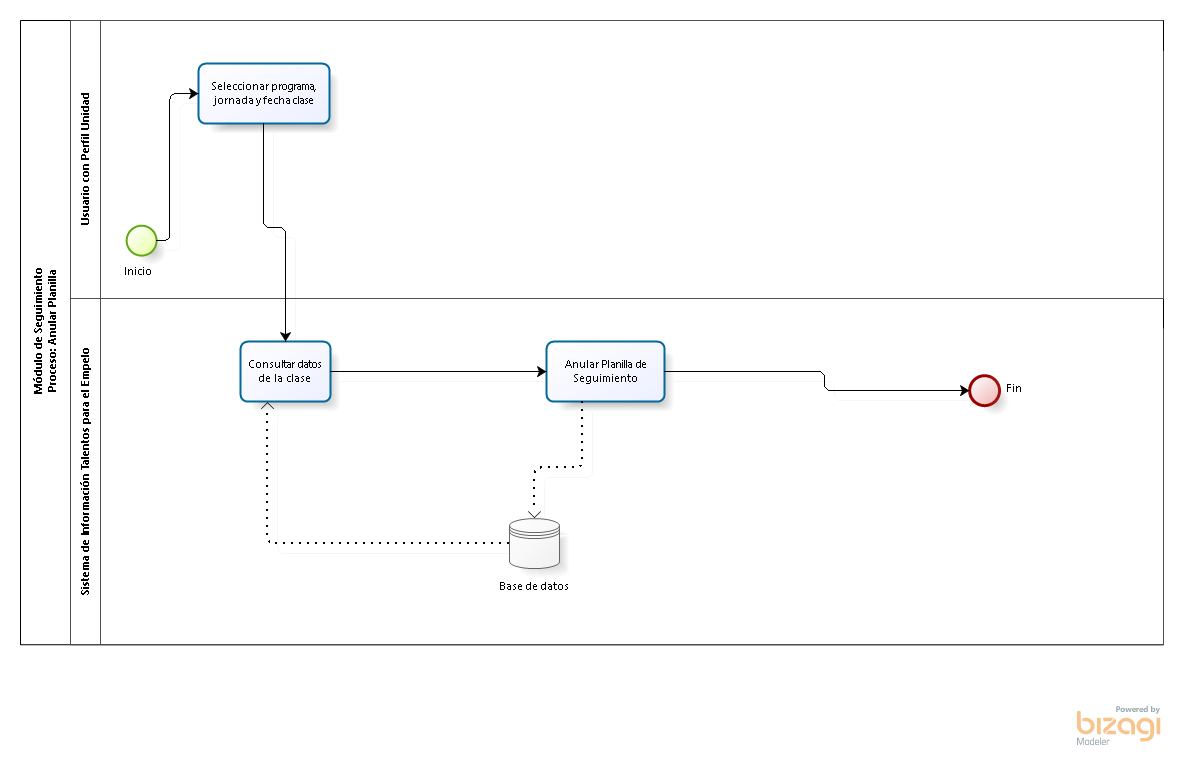 Módulo de Seguimiento
Proceso: Anular Planilla
Usuario con Perfil Unidad
Seleccionar programa,
jornada y fecha clase
Inicio
Sistema de Información Talentos para el Empelo
Consultar datos
de la clase
Anular Planilla de
Seguimiento
Fin
Base de datos
Powered by
bizagi
Modeler